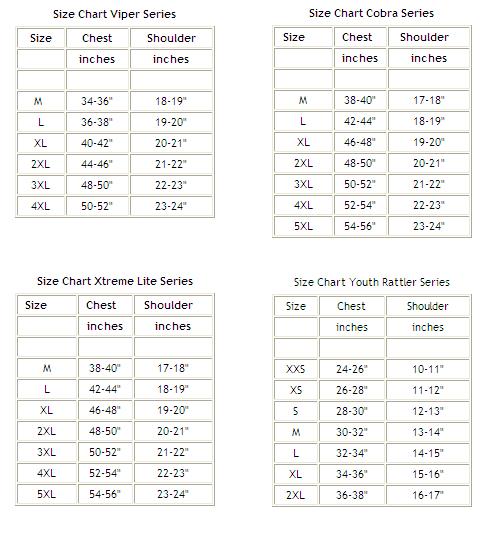 Size Chart Viper Series
Size Chest Shoulder
inches inches
M 34-36" 18-19"
L 36-38" 19-20"
XL 40-42" 20-21"
2XL 44-46" 21-22"
3XL 48-50" 22-23"
4XL 50-52" 23-24"
Size Chart Cobra Series
Size Chest Shoulder
inches inches
M 38-40" 17-18"
L 42-44" 18-19"
XL 46-48" 19-20"
2XL 48-50" 20-21"
3XL 50-52" 21-22"
4XL 52-54" 22-23"
5XL 54-56" 23-24"
Size Chart Xtreme Lite Series
Size Chest Shoulder
inches inches
M 38-40" 17-18"
L 42-44" 18-19"
XL 46-48" 19-20"
2XL 48-50" 20-21"
3XL 50-52" 21-22"
4XL 52-54" 22-23"
5XL 54-56" 23-24"
Size Chart Youth Rattler Series
Size Chest Shoulder
inches inches
XXS 24-26" 10-11"
XS 26-28" 11-12"
S 28-30" 12-13"
M 30-32" 13-14"
L 32-34" 14-15"
XL 34-36" 15-16"
2XL 36-38" 16-17"